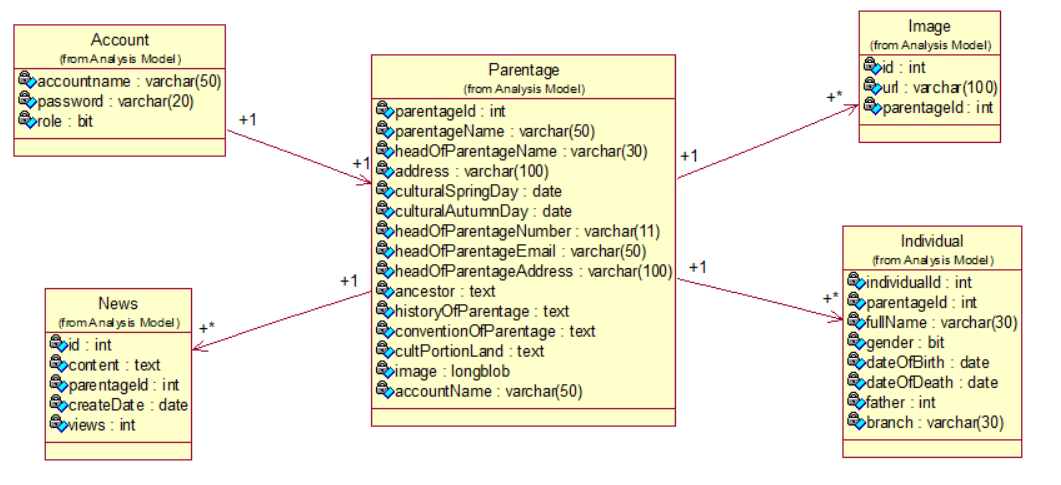 Account
(from Analysis Model)
accountname : varchar(50)
password : varchar(20)
role : bit
+1
+1
Parentage
(from Analysis Model)
parentageId : int
parentageName : varchar(50)
headOfParentageName : varchar(30)
address : varchar(100)
culturalSpringDay : date
culturalAutumnDay : date
headOfParentageNumber : varchar(11)
headOfParentageEmail : varchar(50)
headOfParentageAddress : varchar(100)
ancestor : text
historyOfParentage : text
conventionOfParentage : text
cultPortionLand : text
image : longblob
accountName : varchar(50)
+1
+*
Image
(from Analysis Model)
id : int
url : varchar(100)
parentageId : int
+1
+*
Individual
(from Analysis Model)
individualId : int
parentageId : int
fullName : varchar(30)
gender : bit
dateOfBirth : date
dateOfDeath : date
father : int
branch : varchar(30)
+1
+*
News
(from Analysis Model)
id : int
content : text
parentageId : int
createDate : date
views : int